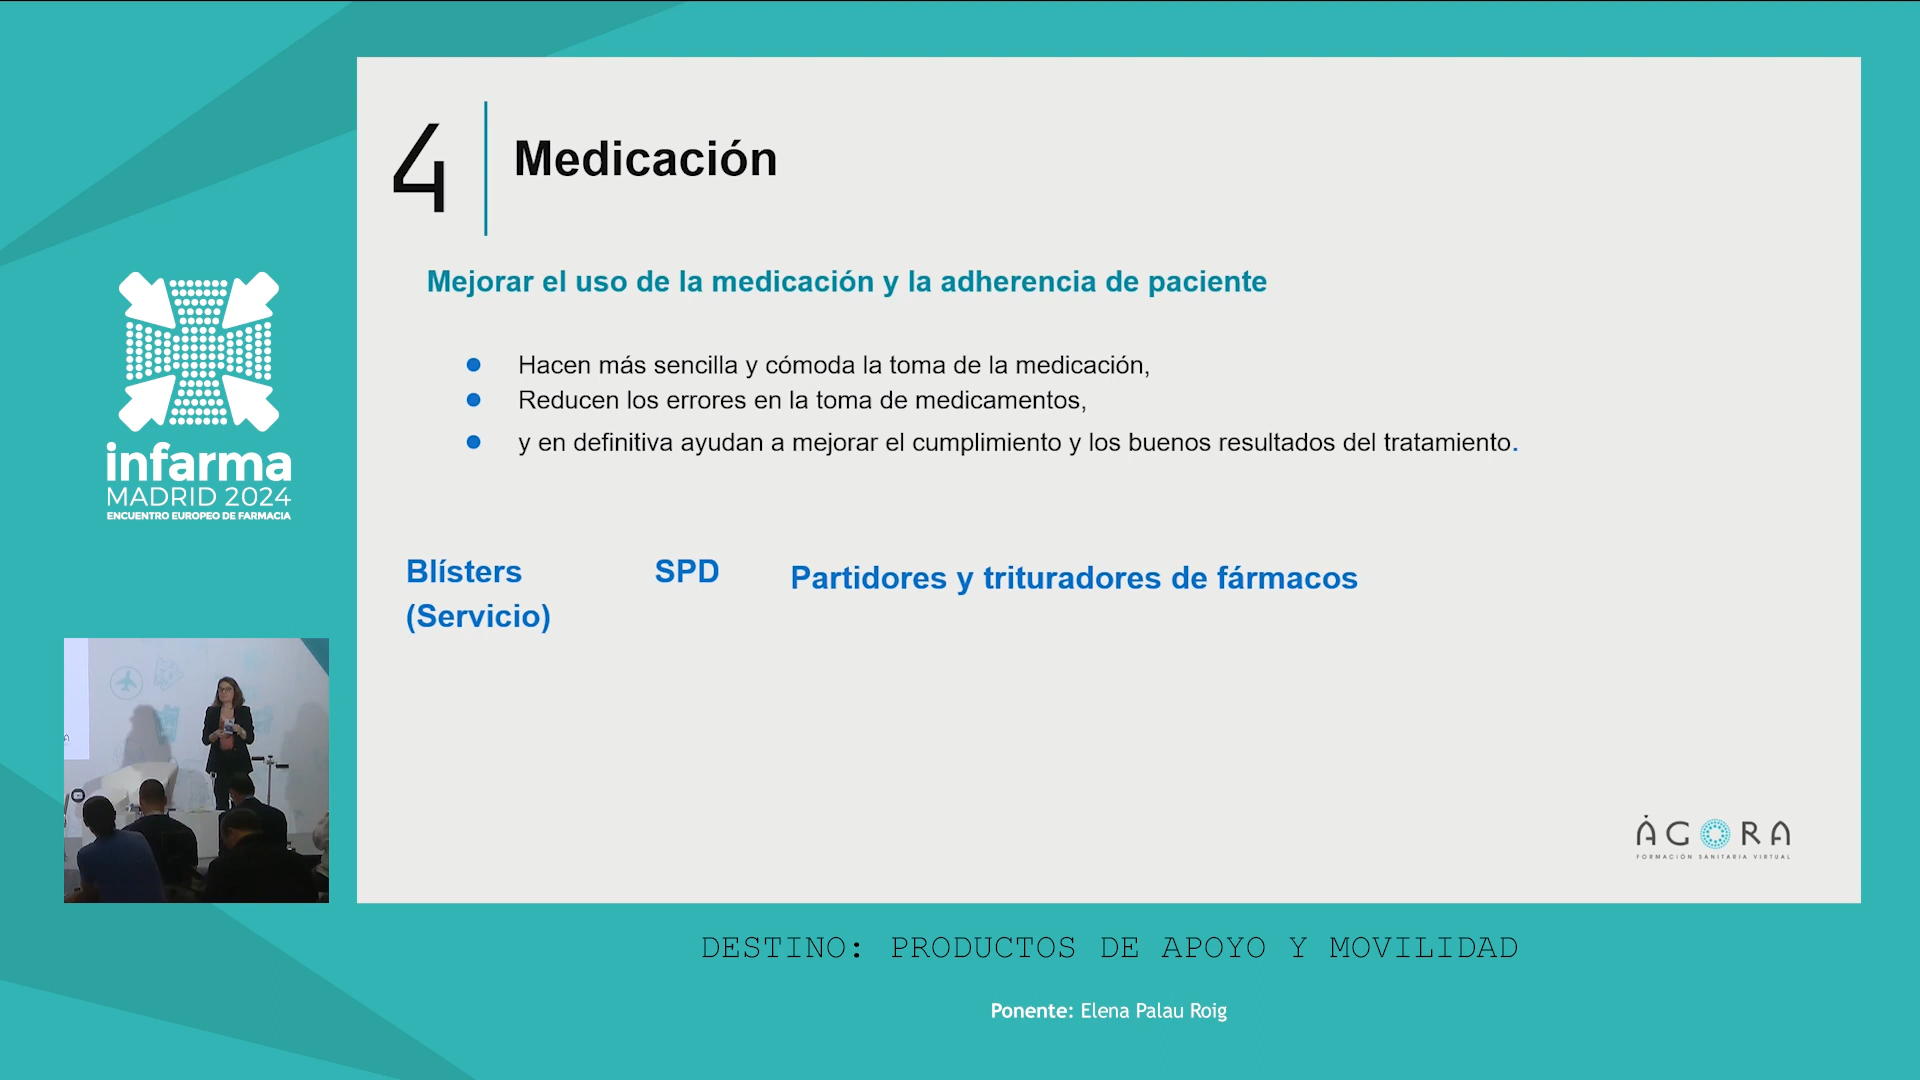 4
Medicación
Mejorar el uso de la medicación y la adherencia de paciente
Hacen más sencilla y cómoda la toma de la medicación,
Reducen los errores en la toma de medicamentos,
y en definitiva ayudan a mejorar el cumplimiento y los buenos resultados del tratamiento.
Blísters
(Servicio)
SPD
Partidores y trituradores de fármacos
infarma
MADRID 2024
ENCUENTRO EUROPEO DE FARMACIA
ÀGORA
FORMACIÓN SANITARIA VIRTUAL
DESTINO: PRODUCTOS DE APOYO Y MOVILIDAD
Ponente: Elena Palau Roig